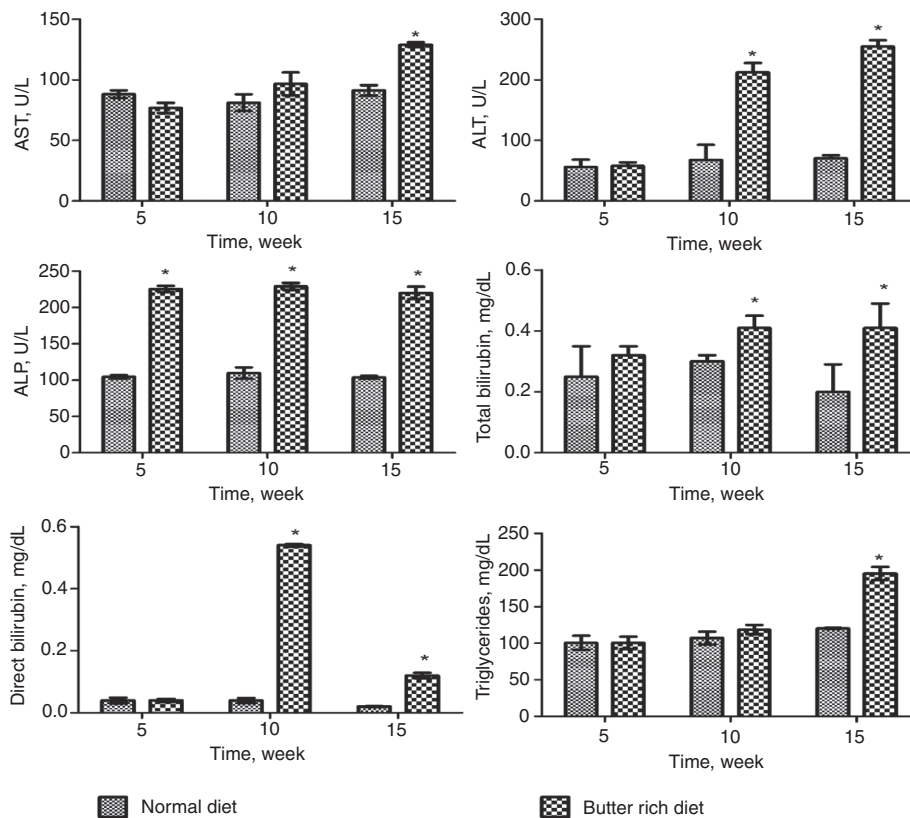 150
100
50
0
AST, U/L
*
5 10 15
Time, week
300
200
100
0
ALT, U/L
* *
5 10 15
Time, week
250
200
150
100
50
0
ALP, U/L
* * *
5 10 15
Time, week
0.6
0.4
0.2
0.0
Total bilirubin, mg/dL
* *
5 10 15
Time, week
0.6
0.4
0.2
0.0
Direct bilirubin, mg/dL
* *
5 10 15
Time, week
250
200
150
100
50
0
Triglycerides, mg/dL
*
5 10 15
Time, week
Normal diet
Butter rich diet